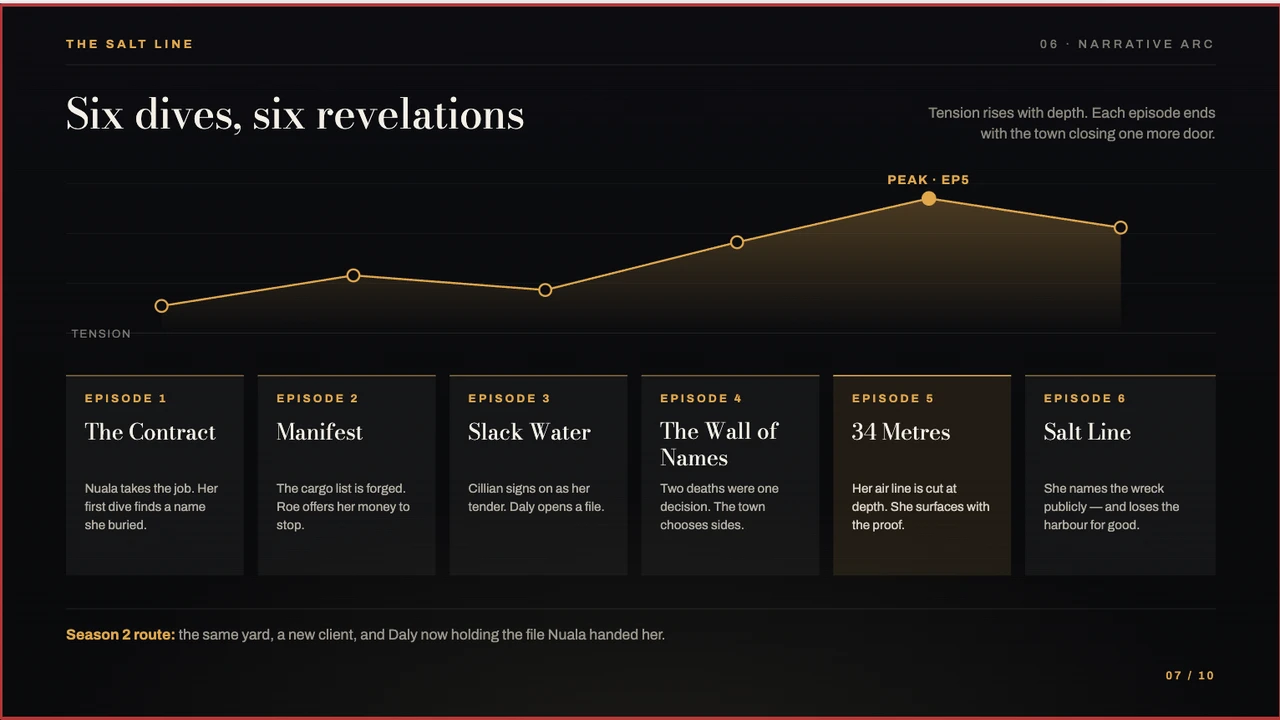 THE SALT LINE
06 · NARRATIVE ARC
Six dives, six revelations
Tension rises with depth. Each episode ends
with the town closing one more door.
PEAK · EP5
TENSION
EPISODE 1
The Contract
Nuala takes the job. Her
first dive finds a name
she buried.
EPISODE 2
Manifest
The cargo list is forged.
Roe offers her money to
stop.
EPISODE 3
Slack Water
Cillian signs on as her
tender. Daly opens a file.
EPISODE 4
The Wall of
Names
Two deaths were one
decision. The town
chooses sides.
EPISODE 5
34 Metres
Her air line is cut at
depth. She surfaces with
the proof.
EPISODE 6
Salt Line
She names the wreck
publicly — and loses the
harbour for good.
Season 2 route: the same yard, a new client, and Daly now holding the file Nuala handed her.
07 / 10